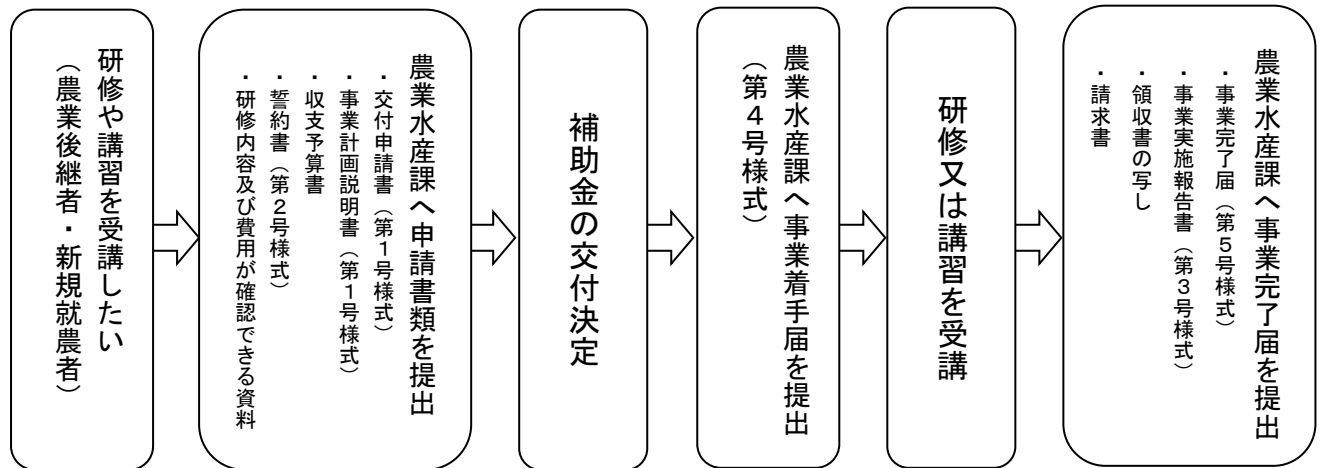 研修や講習を受講したい
（農業後継者・新規就農者）
農業水産課へ申請書類を提出
・交付申請書（第１号様式）
・事業計画説明書（第１号様式）
・収支予算書
・誓約書（第２号様式）
・研修内容及び費用が確認できる資料
補助金の交付決定
農業水産課へ事業着手届を提出
（第４号様式）
研修又は講習を受講
農業水産課へ事業完了届を提出
・事業完了届（第５号様式）
・事業実施報告書（第３号様式）
・領収書の写し
・請求書